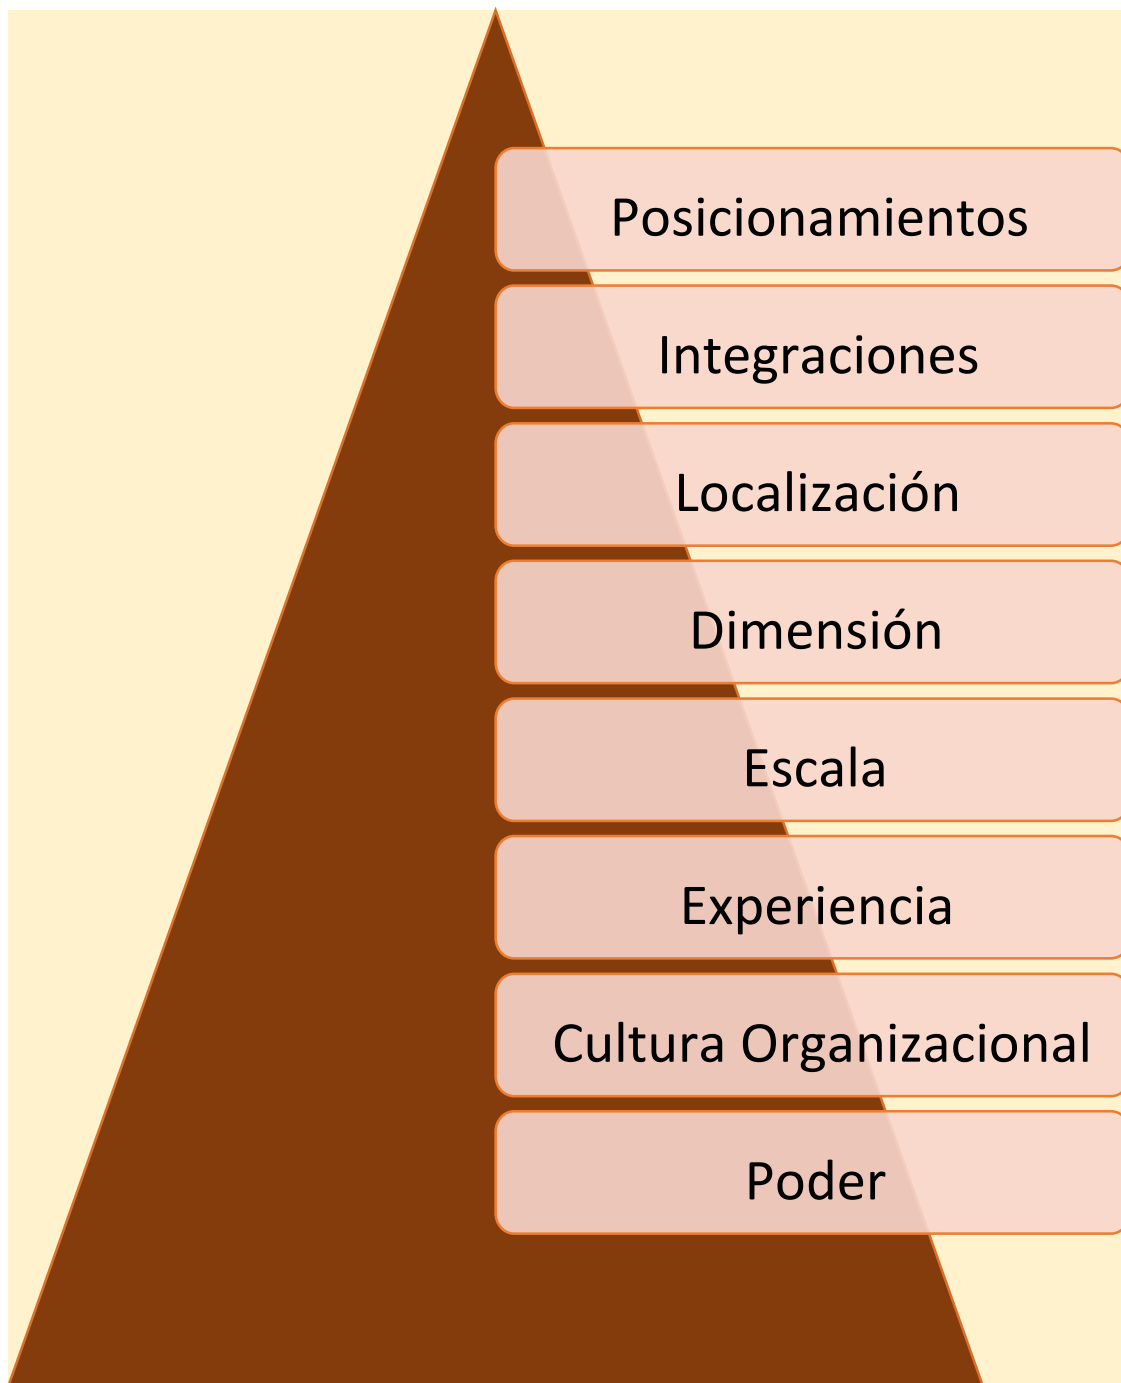 Posicionamientos
Integraciones
Localización
Dimensión
Escala
Experiencia
Cultura Organizacional
Poder